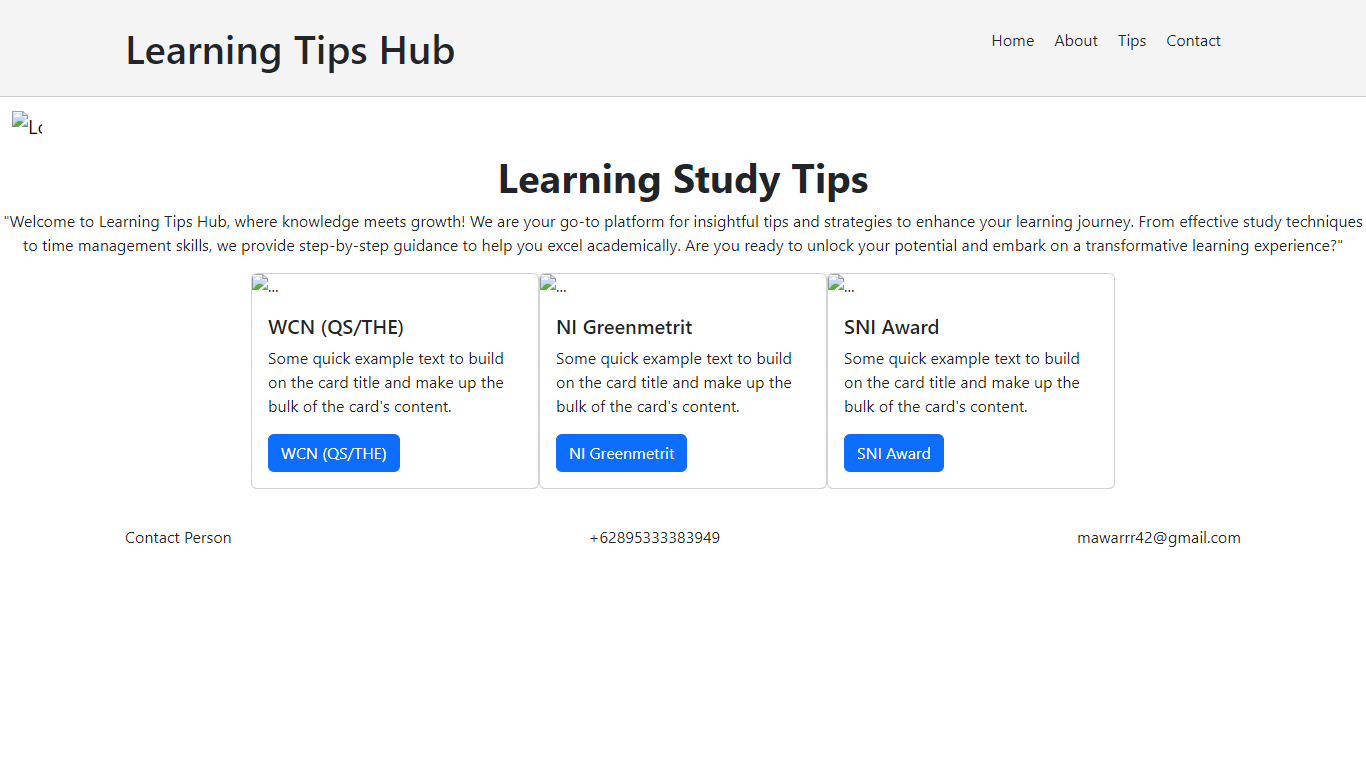 Learning Tips Hub
Home About Tips Contact
Lo
Learning Study Tips
"Welcome to Learning Tips Hub, where knowledge meets growth! We are your go-to platform for insightful tips and strategies to enhance your learning journey. From effective study techniques
to time management skills, we provide step-by-step guidance to help you excel academically. Are you ready to unlock your potential and embark on a transformative learning experience?"
...
WCN (QS/THE)
Some quick example text to build
on the card title and make up the
bulk of the card's content.
WCN (QS/THE)
...
NI Greenmetrit
Some quick example text to build
on the card title and make up the
bulk of the card's content.
NI Greenmetrit
...
SNI Award
Some quick example text to build
on the card title and make up the
bulk of the card's content.
SNI Award
Contact Person
+62895333383949
mawarrr42@gmail.com